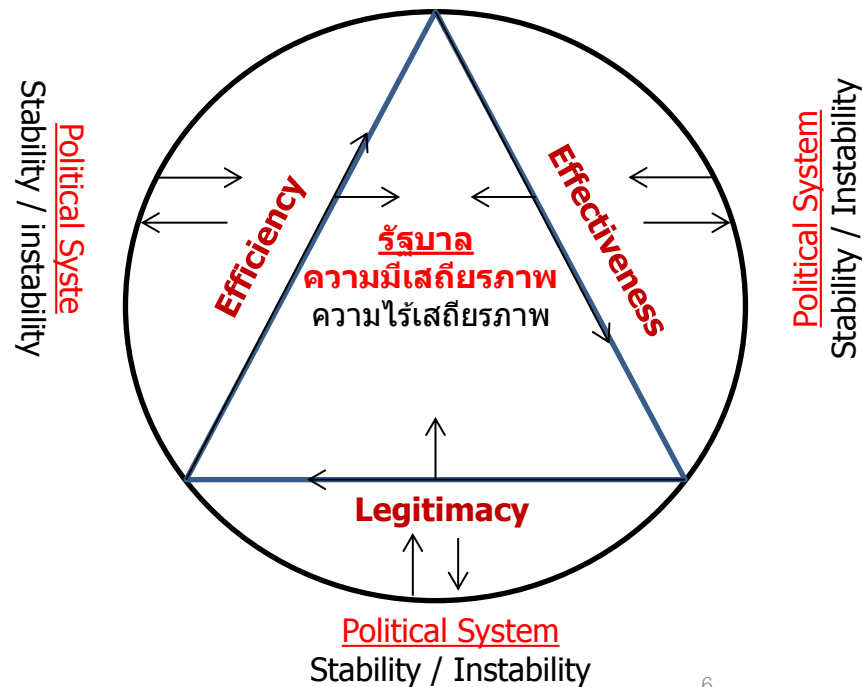 Political Syste
Stability / instability
Efficiency
รัฐบาล
ความมีเสถียรภาพ
ความไร้เสถียรภาพ
Effectiveness
Political System
Stability / Instability
Legitimacy
Political System
Stability / Instability
6